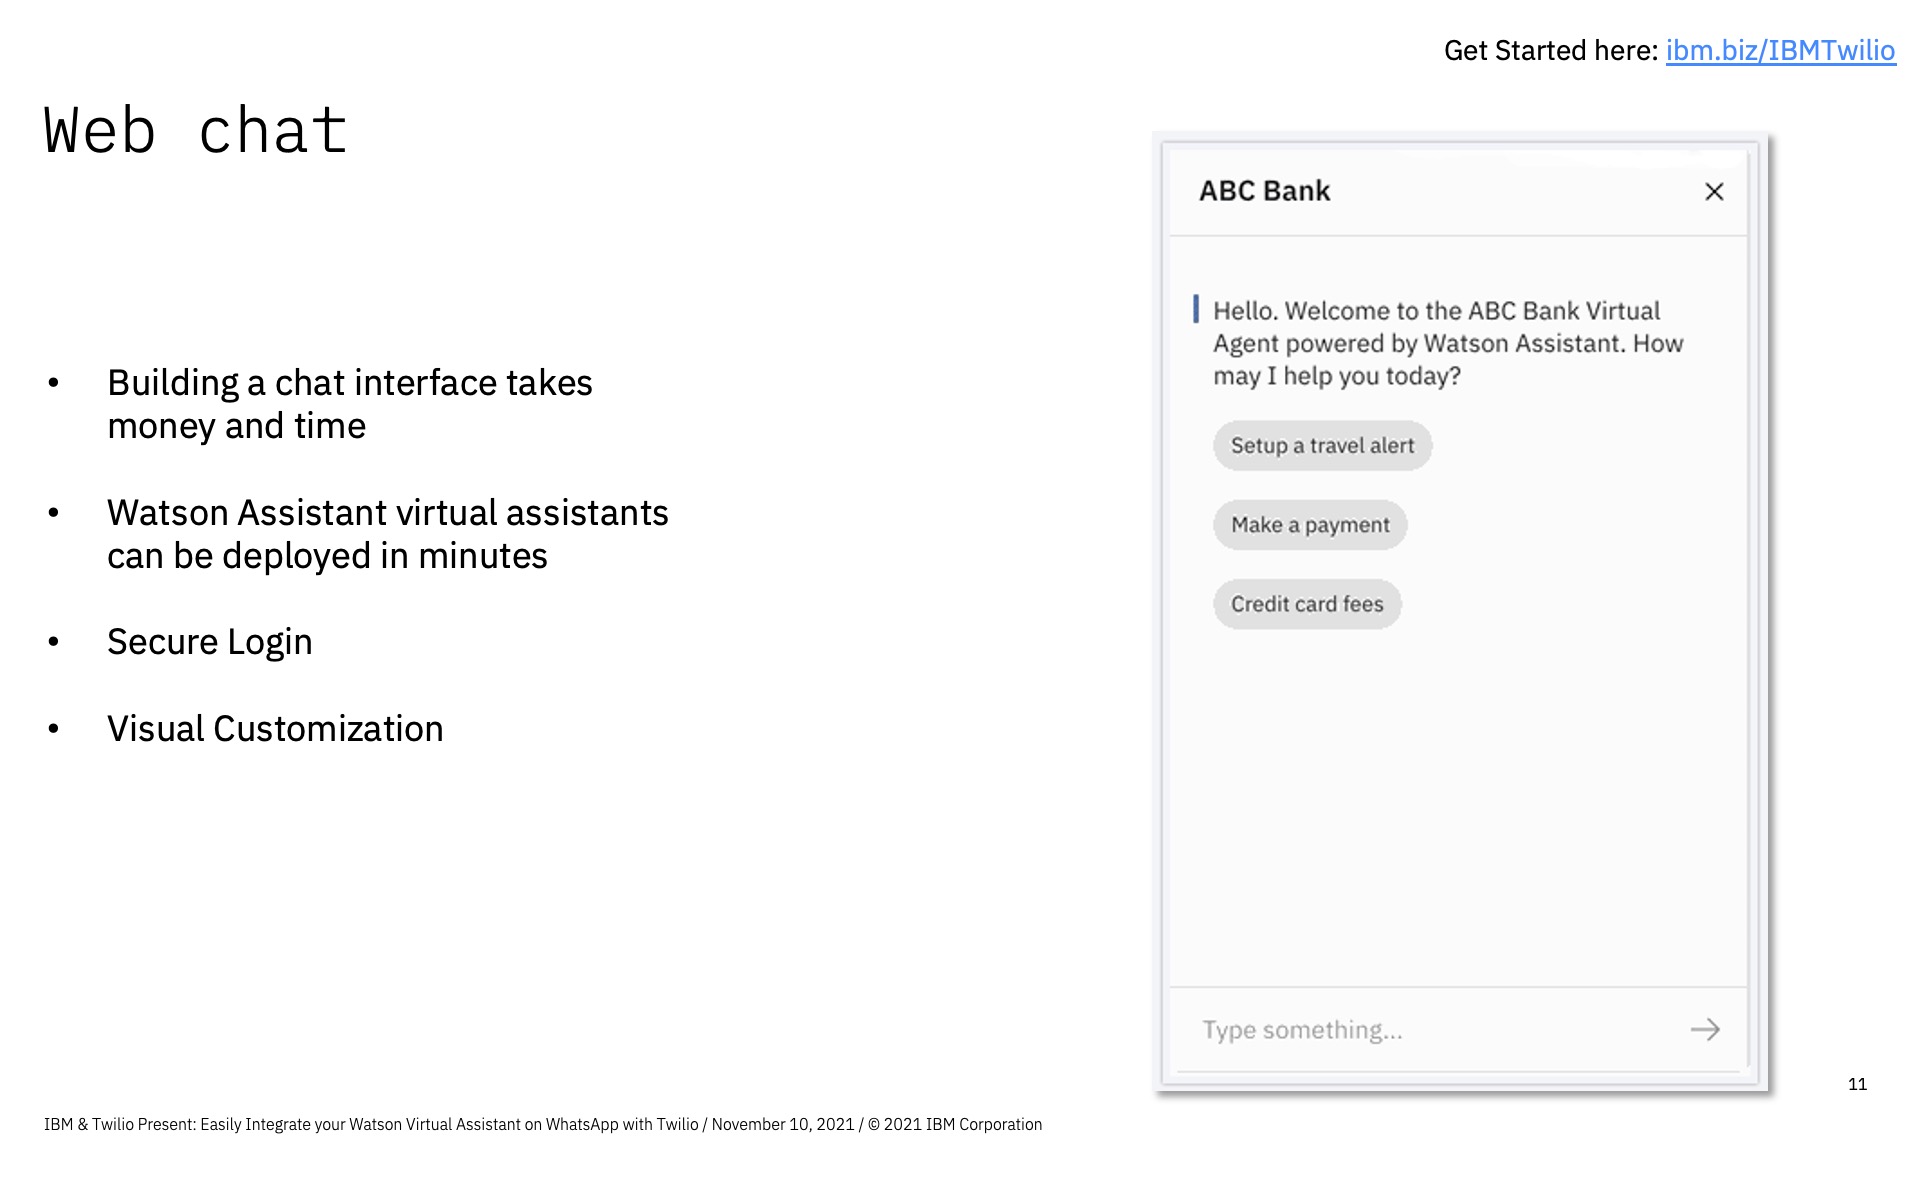 Get Started here: ibm.biz/IBMTwilio
Web chat
• Building a chat interface takes
money and time
• Watson Assistant virtual assistants
can be deployed in minutes
• Secure Login
• Visual Customization
ABC Bank
Hello. Welcome to the ABC Bank Virtual
Agent powered by Watson Assistant. How
may I help you today?
Setup a travel alert
Make a payment
Credit card fees
Type something...
11
IBM & Twilio Present: Easily Integrate your Watson Virtual Assistant on WhatsApp with Twilio / November 10, 2021 / © 2021 IBM Corporation